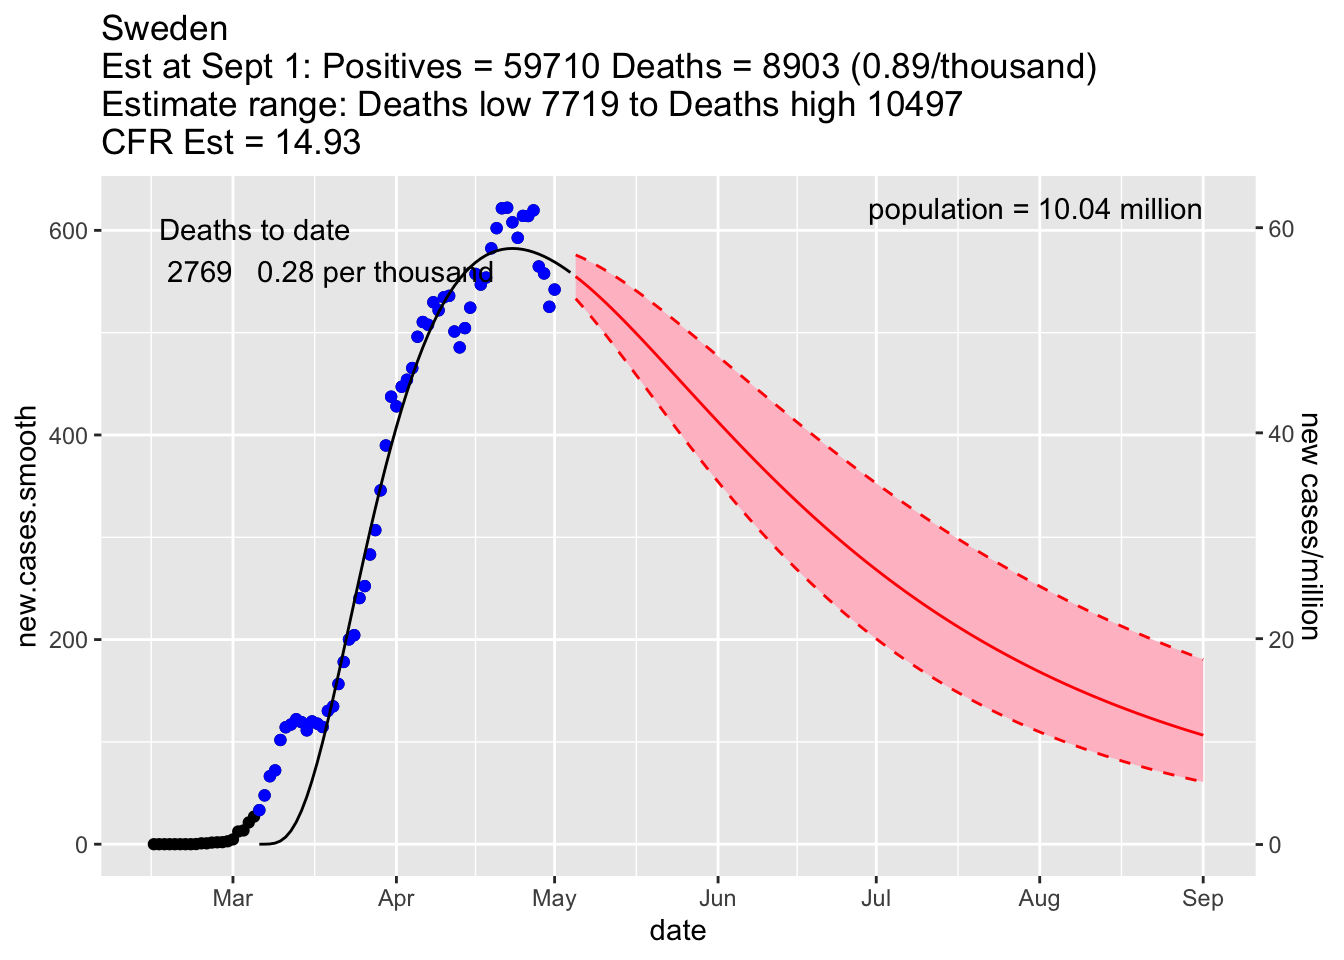 Sweden
Est at Sept 1: Positives = 59710 Deaths = 8903 (0.89/thousand)
Estimate range: Deaths low 7719 to Deaths high 10497
CFR Est = 14.93
population = 10.04 million
Deaths to date
2769 0.28 per thousand
600
400
200
0
new.cases.smooth
60
40
20
0
new cases/million
Mar Apr May Jun Jul Aug Sep
date